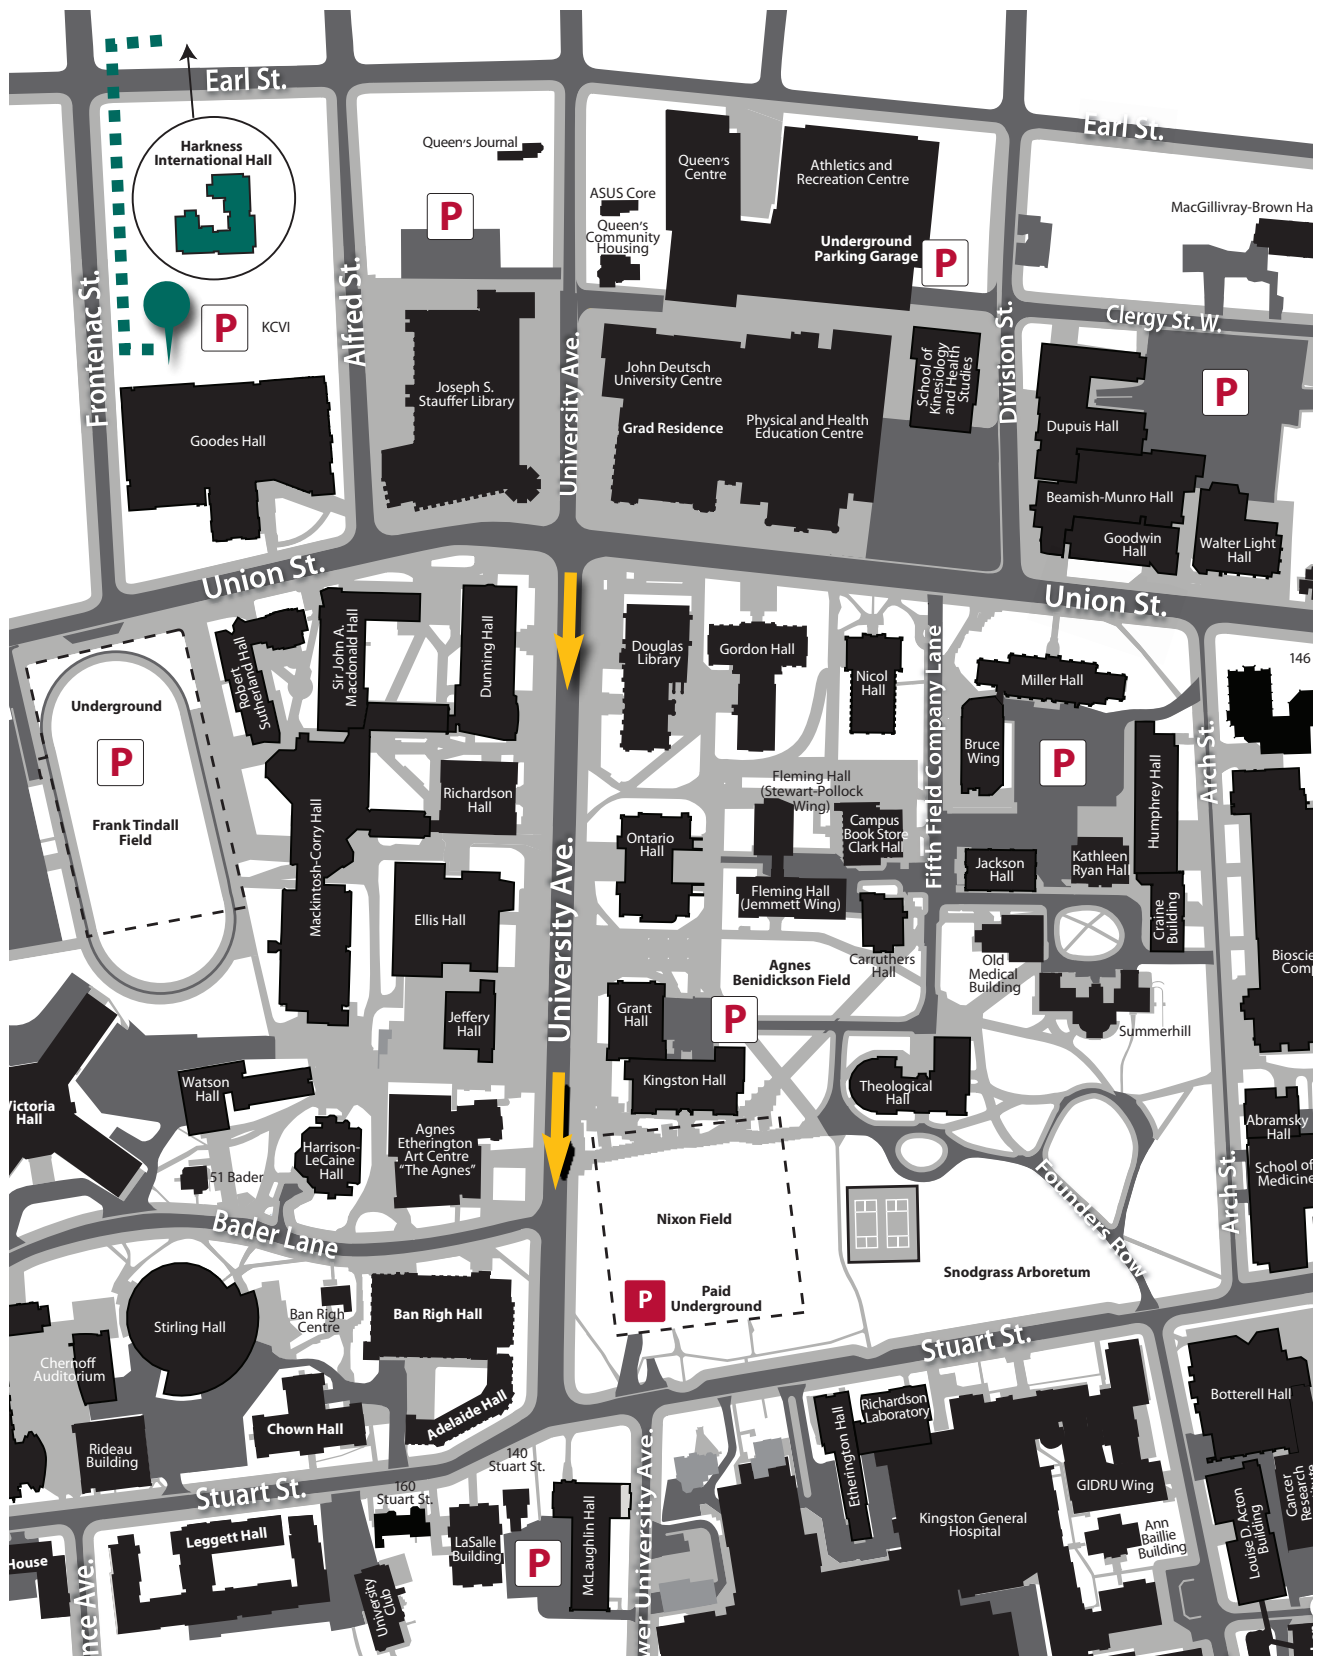 Earl St.
Earl St.
Harkness
International Hall
Queen's Journal
P
Queen's
Centre
Athletics and
Recreation Centre
ASUS Core
Queen's
Community
Housing
Underground
Parking Garage
P
MacGillivray-Brown Ha
Frontenac St.
P
KCVI
Alfred St.
University Ave.
Division St.
Clergy St. W.
Goodes Hall
Joseph S.
Stauffer Library
John Deutsch
University Centre
Grad Residence
Physical and Health
Education Centre
School of
Kinesiology
and Health
Studies
P
Dupuis Hall
Beamish-Munro Hall
Goodwin
Hall
Walter Light
Hall
Union St.
Union St.
Robert
Sutherland Hall
Sir John A.
Macdonald Hall
Dunning Hall
Douglas
Library
Gordon Hall
Nicol
Hall
Fifth Field Company Lane
Miller Hall
146
Underground
P
Frank Tindall
Field
Mackintosh-Corry Hall
Richardson
Hall
Bruce
Wing
P
Humphrey Hall
Arch St.
Fleming Hall
(Stewart-Pollock
Wing)
Ontario
Hall
Campus
Book Store
Clark Hall
Jackson
Hall
Kathleen
Ryan Hall
Fleming Hall
(Jemmett Wing)
Craine
Building
Ellis Hall
University Ave.
Carruthers
Hall
Old
Medical
Building
Agnes
Benidickson Field
Bioscie
Com
Jeffery
Hall
Grant
Hall
P
Summerhill
Kingston Hall
Theological
Hall
Watson
Hall
Victoria
Hall
Harrison-
LeCaine
Hall
Agnes
Etherington
Art Centre
“The Agnes”
51 Bader
Abramsky
Hall
School of
Medicine
Arch St.
Founders Row
Bader Lane
Nixon Field
Snodgrass Arboretum
P
Paid
Underground
Stirling Hall
Ban Righ
Centre
Ban Righ Hall
Stuart St.
Chernoff
Auditorium
Chown Hall
Adelaide Hall
Botterell Hall
Rideau
Building
Etherington Hall
Richardson
Laboratory
140
Stuart St.
160
Stuart St.
Stuart St.
GIDRU Wing
Kingston General
Hospital
Leggett Hall
LaSalle
Building
P
McLaughlin Hall
wer University Ave.
Ann
Baillie
Building
Louise D. Acton
Building
Cancer
Research
House
nce Ave.
University
Club